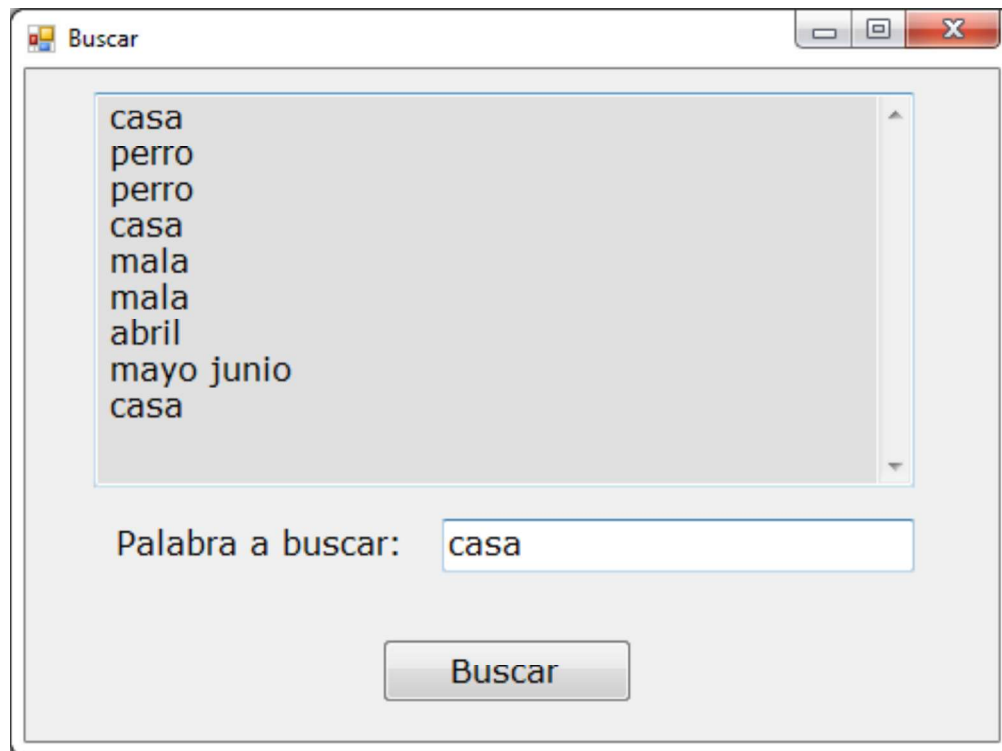 Buscar
casa
perro
perro
casa
mala
mala
abril
mayo junio
casa
Palabra a buscar: casa
Buscar